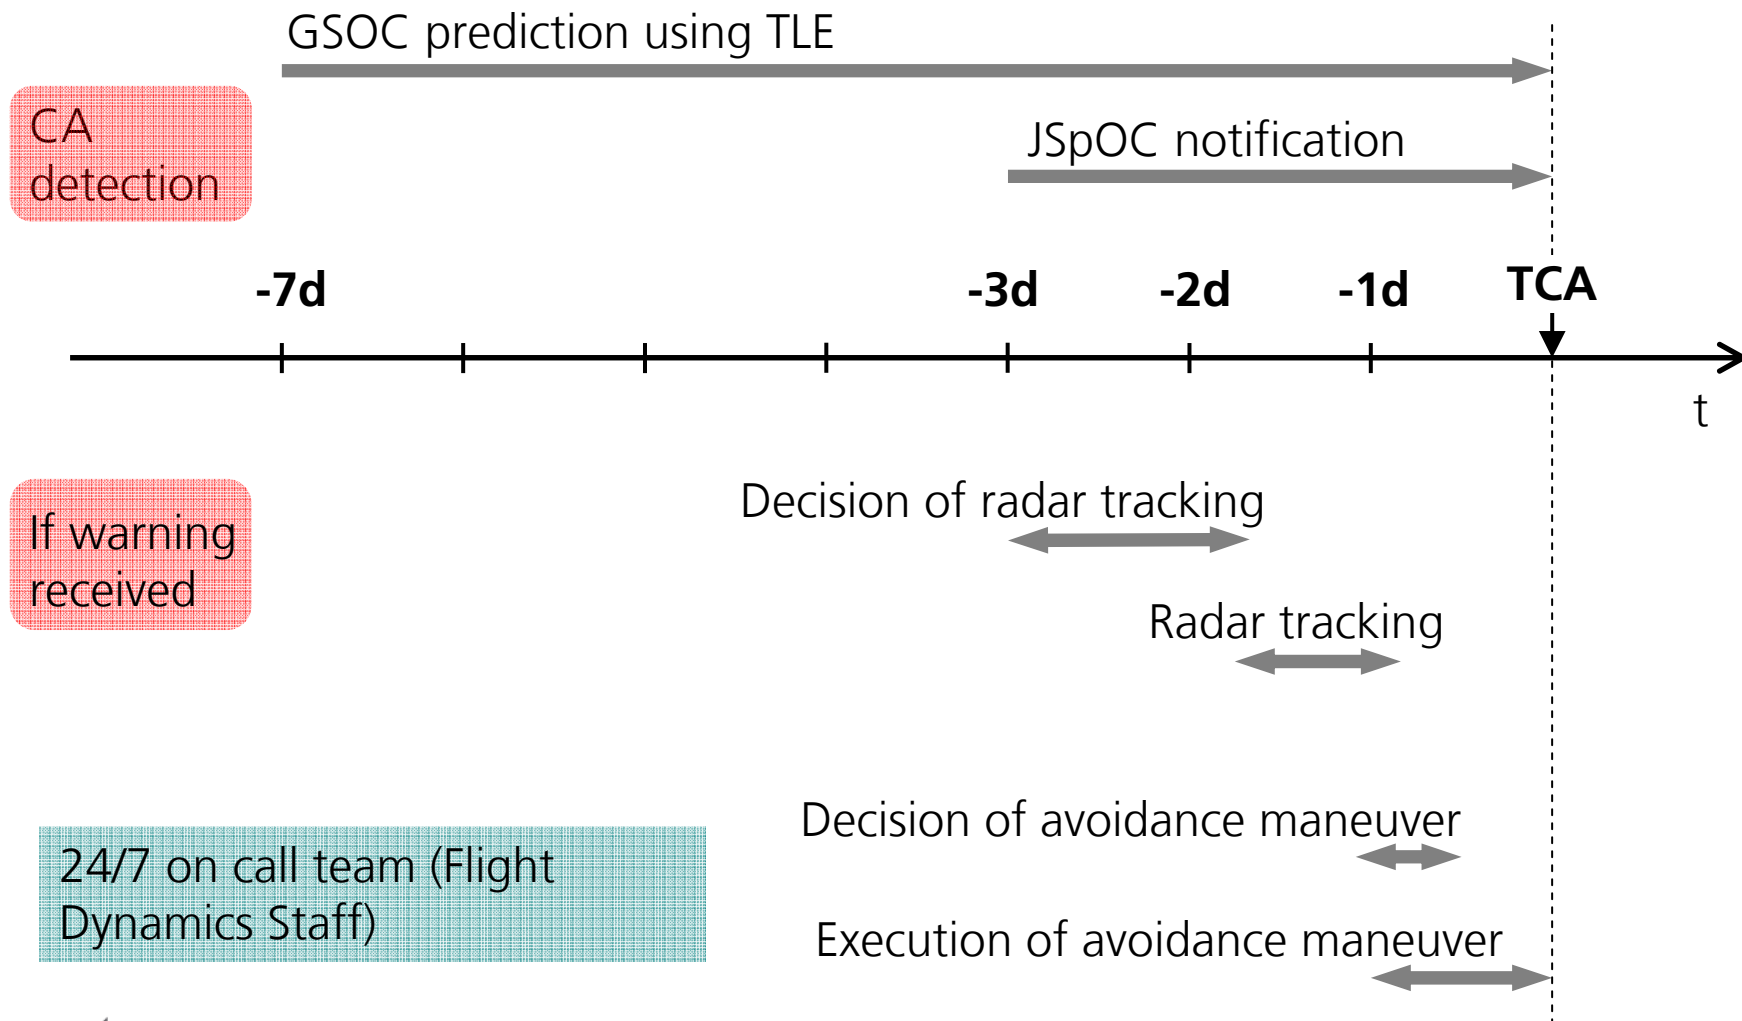 GSOC prediction using TLE
CA
detection
JSpOC notification
-7d -3d -2d -1d TCA
t
Decision of radar tracking
If warning
received
Radar tracking
Decision of avoidance maneuver
24/7 on call team (Flight
Dynamics Staff)
Execution of avoidance maneuver